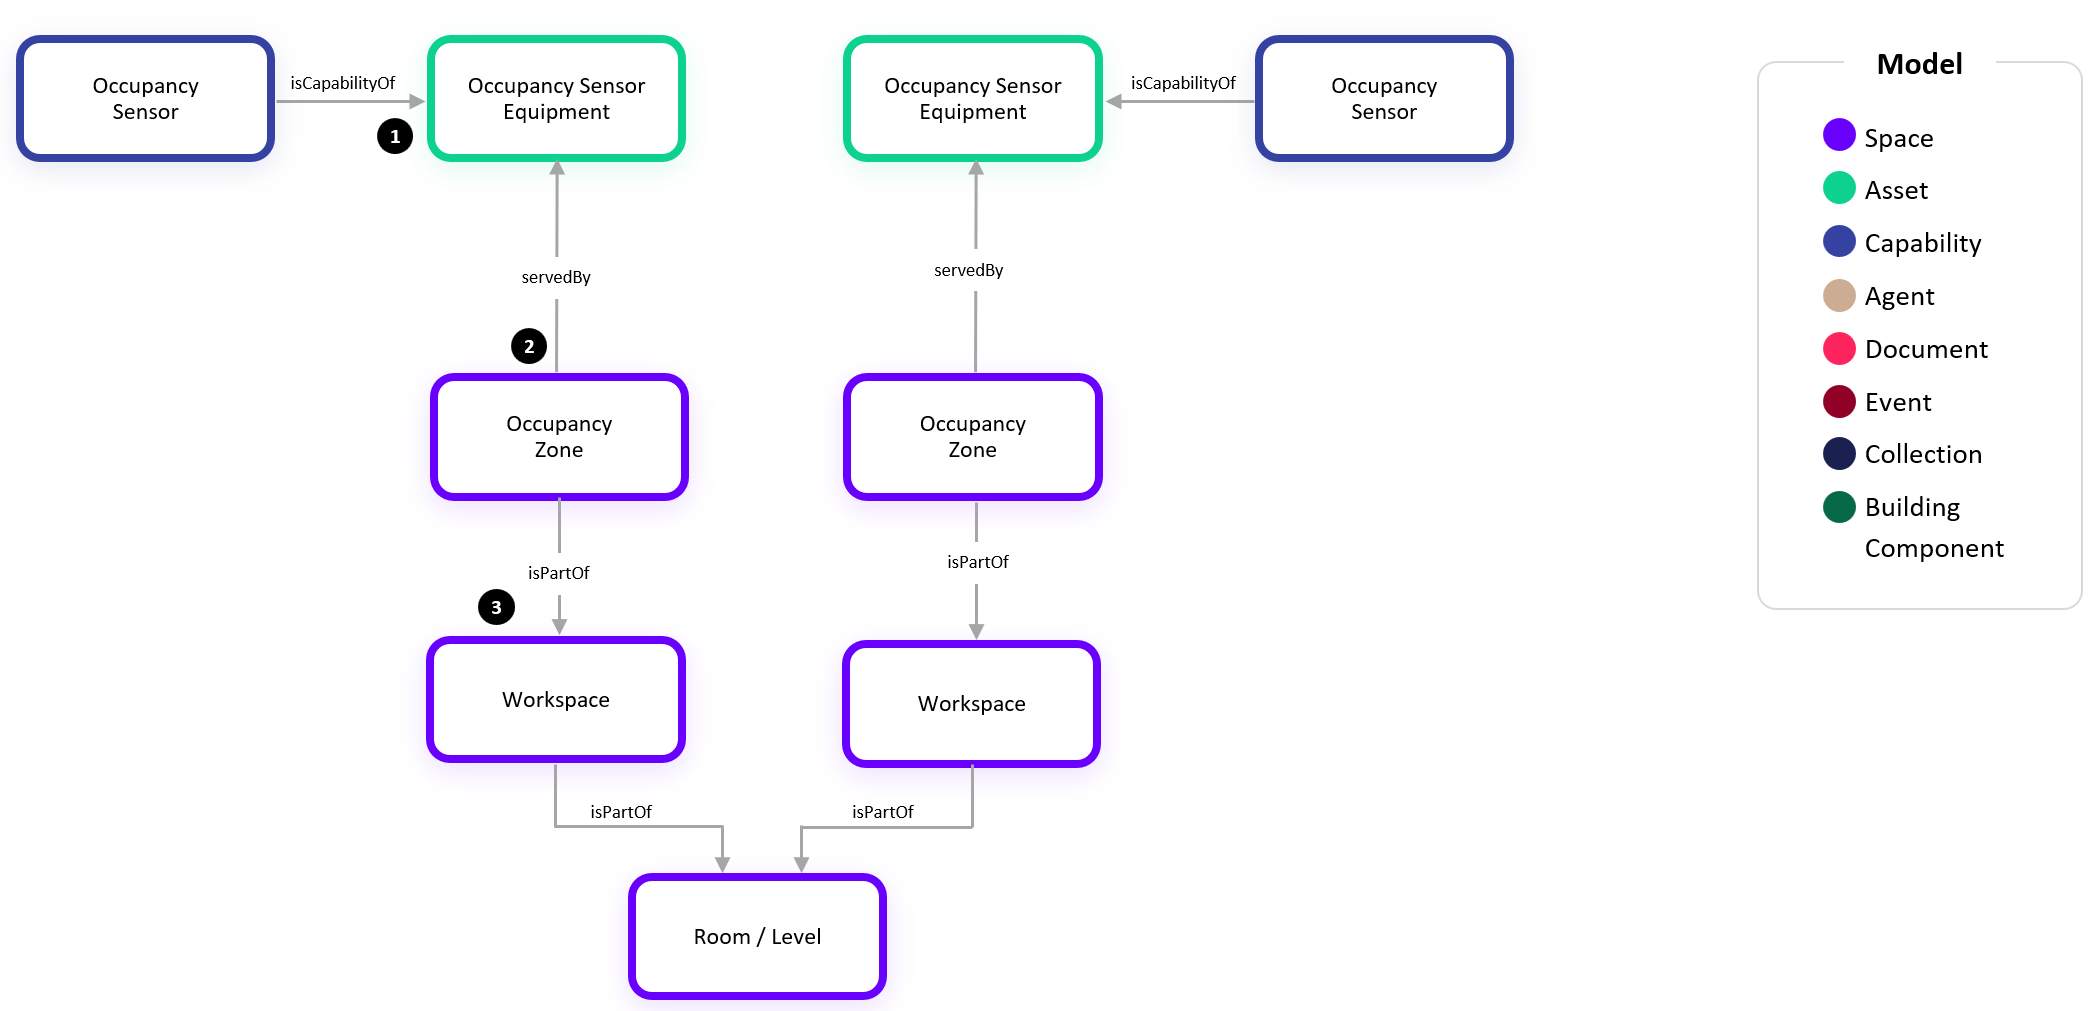 Occupancy
Sensor
isCapabilityOf
1
Occupancy Sensor
Equipment
Occupancy Sensor
Equipment
isCapabilityOf
Occupancy
Sensor
servedBy
servedBy
2
Occupancy
Zone
Occupancy
Zone
isPartOf
isPartOf
3
Workspace
Workspace
isPartOf
isPartOf
Room / Level
Model
Space
Asset
Capability
Agent
Document
Event
Collection
Building
Component